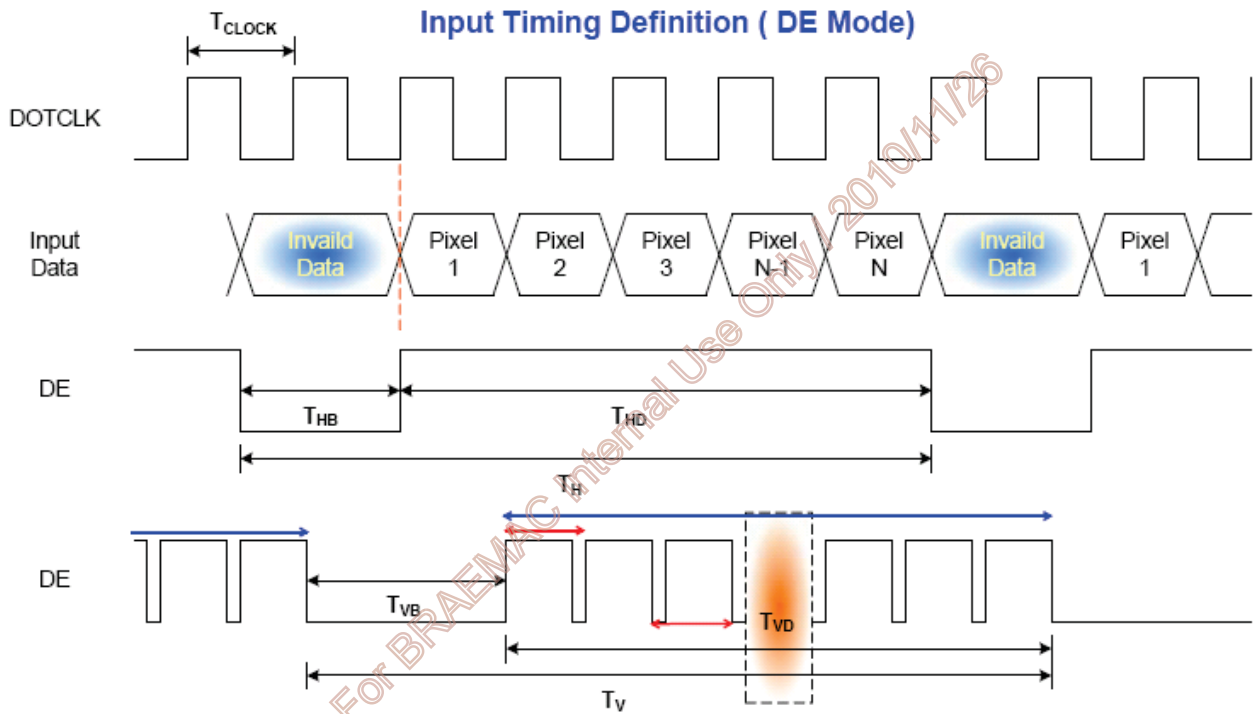 Input Timing Definition ( DE Mode)
TCLOCK
DOTCLK
Input
Data
Invaild
Data
Pixel
1
Pixel
2
Pixel
3
Pixel
N-1
Pixel
N
Invaild
Data
Pixel
1
DE
THB
THD
TH
DE
TVB
TVD
TV
For BRAEMAC Internal Use Only / 2010/11/26